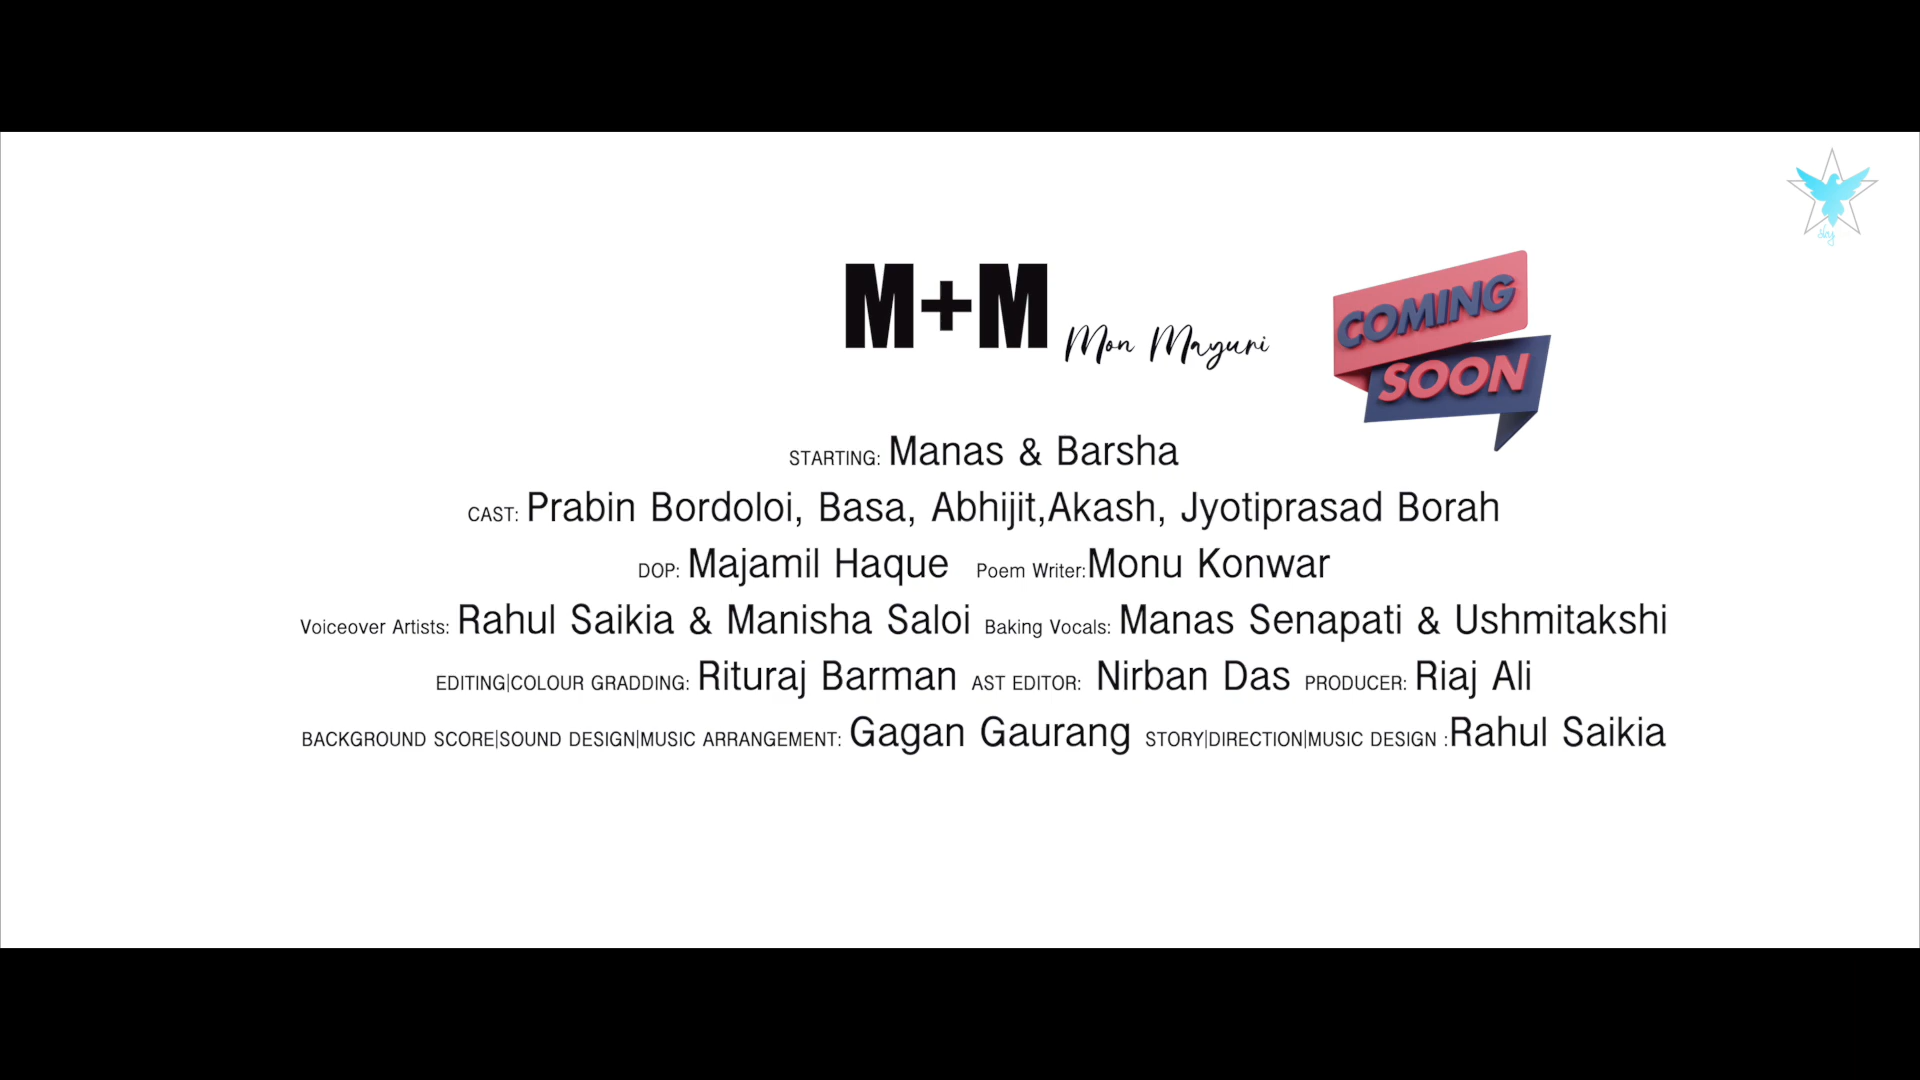 sky
M+M Mon Mayuri
COMING
SOON
STARTING: Manas & Barsha
CAST: Prabin Bordoloi, Basa, Abhijit,Akash, Jyotiprasad Borah
DOP: Majamil Haque Poem Writer:Monu Konwar
Voiceover Artists: Rahul Saikia & Manisha Saloi Baking Vocals: Manas Senapati & Ushmitakshi
EDITING|COLOUR GRADDING: Rituraj Barman AST EDITOR: Nirban Das PRODUCER: Riaj Ali
BACKGROUND SCORE|SOUND DESIGN|MUSIC ARRANGEMENT: Gagan Gaurang STORY|DIRECTION|MUSIC DESIGN :Rahul Saikia